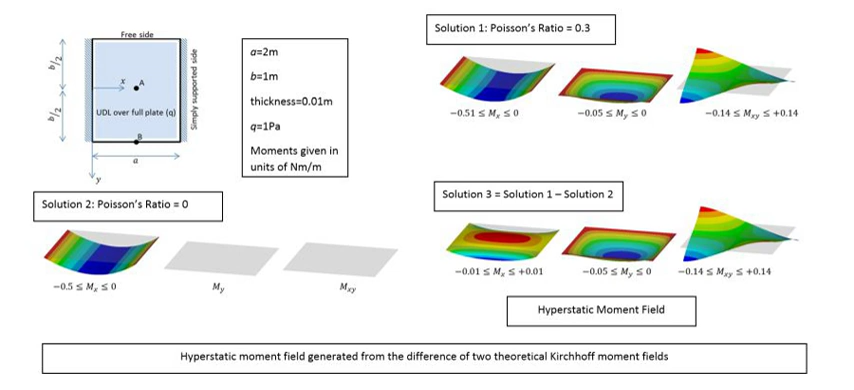 Free side
b/2
x
A
b/2
UDL over full plate (q)
B
a
y
Simply supported side
a=2m
b=1m
thickness=0.01m
q=1Pa
Moments given in
units of Nm/m
Solution 1: Poisson's Ratio = 0.3
−0.51 ≤ Mx ≤ 0
−0.05 ≤ My ≤ 0
−0.14 ≤ Mxy ≤ +0.14
Solution 2: Poisson's Ratio = 0
−0.5 ≤ Mx ≤ 0
My
Mxy
Solution 3 = Solution 1 – Solution 2
−0.01 ≤ Mx ≤ +0.01
−0.05 ≤ My ≤ 0
−0.14 ≤ Mxy ≤ +0.14
Hyperstatic Moment Field
Hyperstatic moment field generated from the difference of two theoretical Kirchhoff moment fields